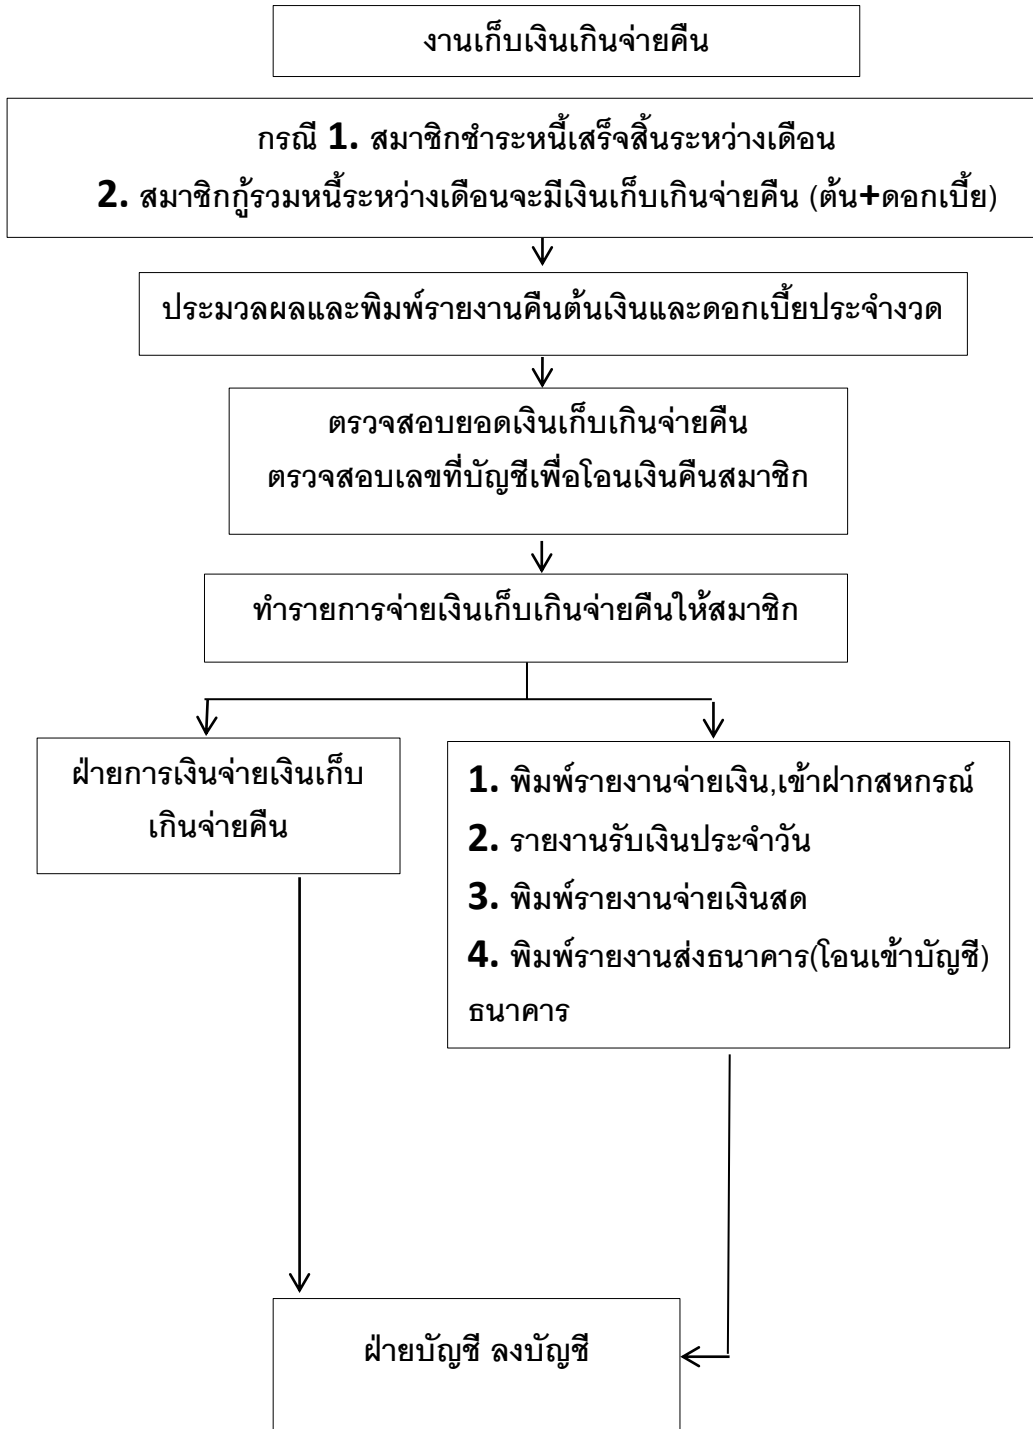 งานเก็บเงินเกินจ่ายคืน
กรณี 1. สมาชิกชำระหนี้เสร็จสิ้นระหว่างเดือน
2. สมาชิกกู้รวมหนี้ระหว่างเดือนจะมีเงินเก็บเกินจ่ายคืน (ต้น+ดอกเบี้ย)
ประมวลผลและพิมพ์รายงานคืนต้นเงินและดอกเบี้ยประจำงวด
ตรวจสอบยอดเงินเก็บเกินจ่ายคืน
ตรวจสอบเลขที่บัญชีเพื่อโอนเงินคืนสมาชิก
ทำรายการจ่ายเงินเก็บเกินจ่ายคืนให้สมาชิก
ฝ่ายการเงินจ่ายเงินเก็บ
เกินจ่ายคืน
1. พิมพ์รายงานจ่ายเงิน,เข้าฝากสหกรณ์
2. รายงานรับเงินประจำวัน
3. พิมพ์รายงานจ่ายเงินสด
4. พิมพ์รายงานส่งธนาคาร(โอนเข้าบัญชี)
ธนาคาร
ฝ่ายบัญชี ลงบัญชี